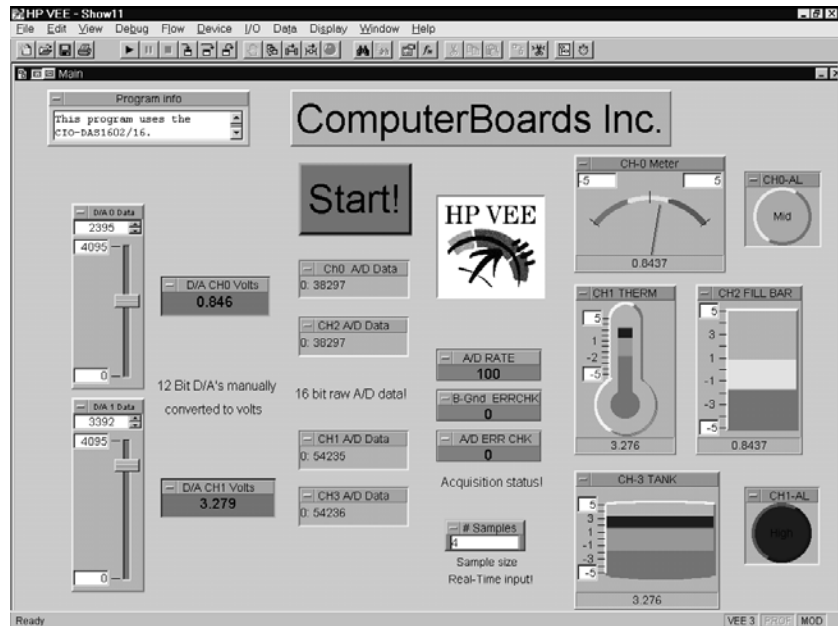 HP VEE - Show11
File Edit View Debug Flow Device I/O Data Display Window Help
Main
Program info
This program uses the
CIO-DAS1602/16.
ComputerBoards Inc.
Start!
HP VEE
CH-0 Meter
-5 5
0.8437
CH0-AL
Mid
D/A 0 Data
2395
4095
0
D/A CH0 Volts
0.846
Ch0 A/D Data
0: 38297
CH2 A/D Data
0: 38297
12 Bit D/A's manually
converted to volts
16 bit raw A/D data!
A/D RATE
100
B-Gnd ERRCHK
0
A/D ERR CHK
0
Acquisition status!
CH1 THERM
5
1
-2
-5
3.276
CH2 FILL BAR
5
3
1
-1
-3
-5
0.8437
D/A 1 Data
3392
4095
0
D/A CH1 Volts
3.279
CH1 A/D Data
0: 54235
CH3 A/D Data
0: 54236
# Samples
4
Sample size
Real-Time input!
CH-3 TANK
5
3
1
-1
-3
-5
3.276
CH1-AL
High
Ready
VEE 3 PROF MOD